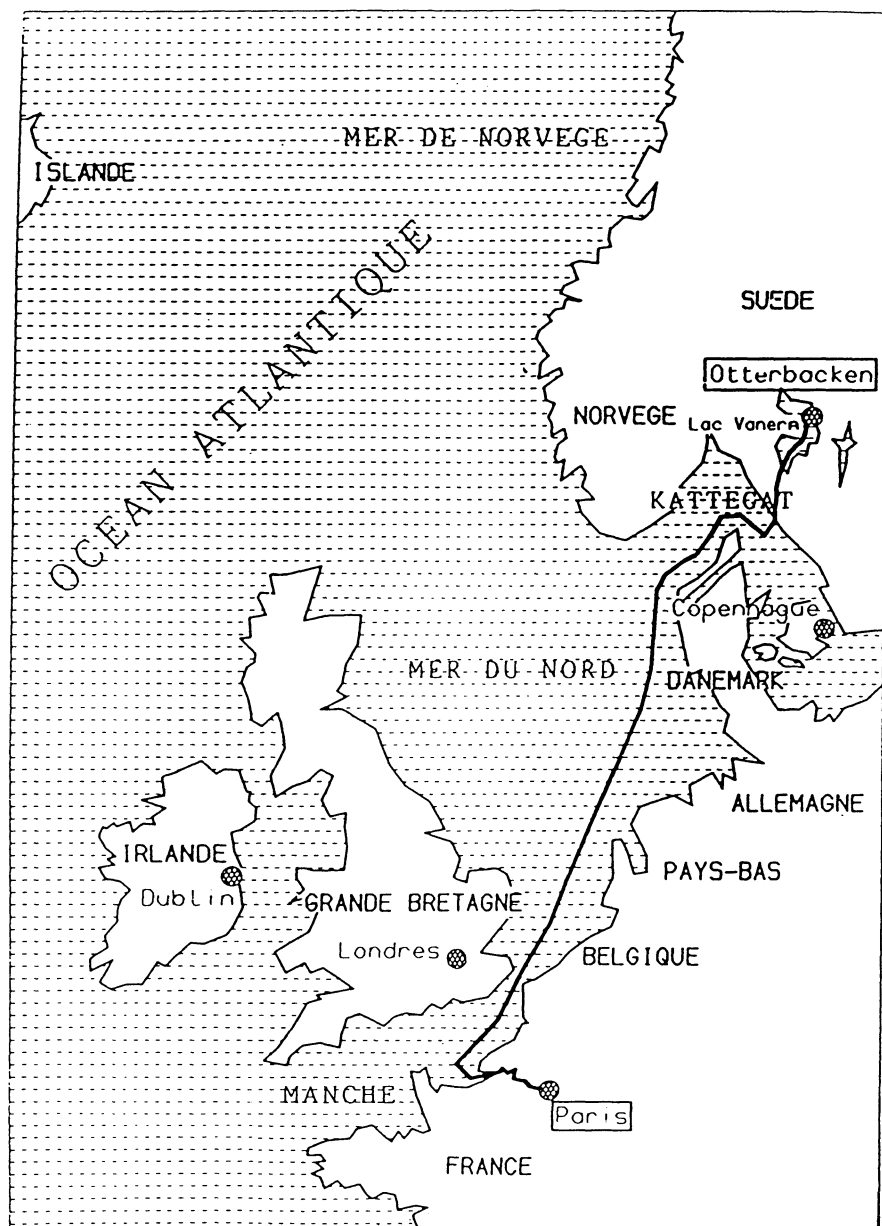 MER DE NORVEGE
ISLANDE
OCEAN ATLANTIQUE
SUEDE
Otterbacken
NORVEGE
Lac Vanern
KATTEGAT
Copenhague
MER DU NORD
DANEMARK
ALLEMAGNE
IRLANDE
PAYS-BAS
Dublin
GRANDE BRETAGNE
Londres
BELGIQUE
MANCHE
Paris
FRANCE